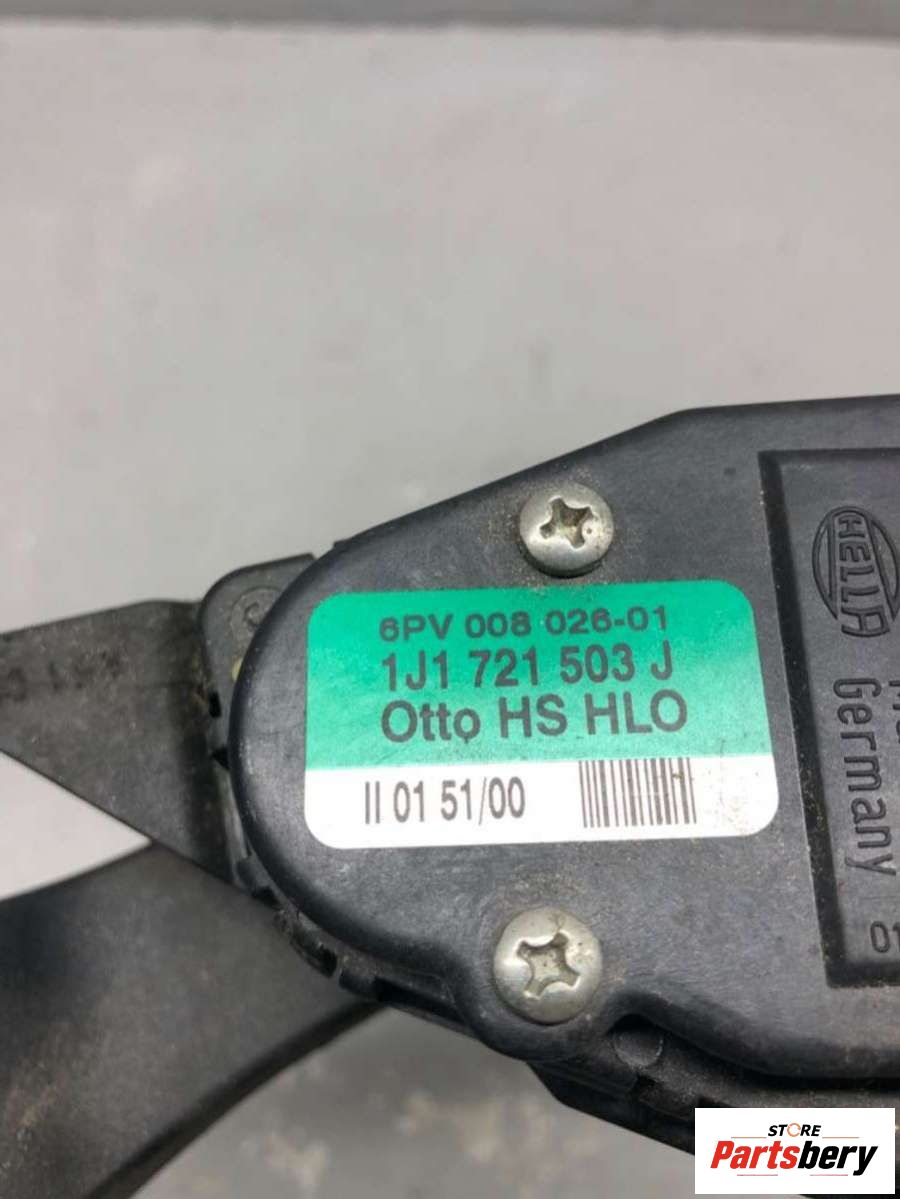 6PV 008 026-01
1J1 721 503 J
Otto HS HLO
II 01 51/00
HELLA
Germany
STORE
Partsbery